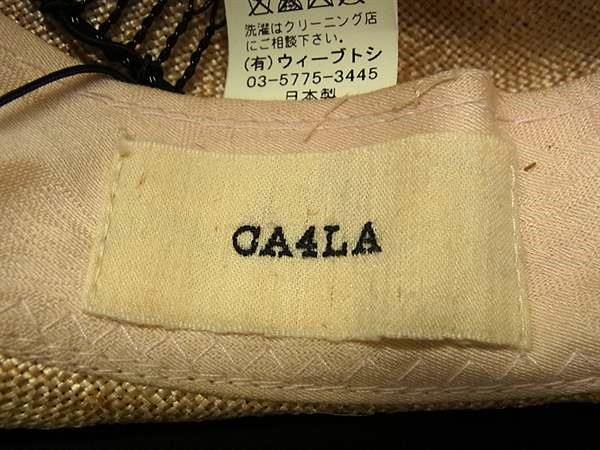 洗濯はクリーニング店
にご相談下さい。
(有)ウィーブトシ
03-5775-3445
日本製
CA4LA